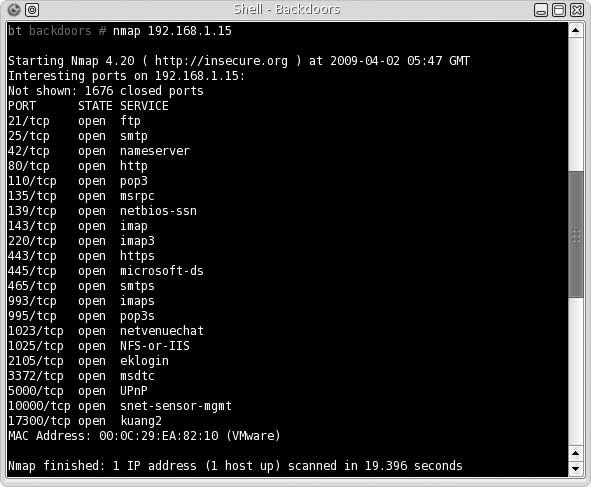 Shell - Backdoors
bt backdoors # nmap 192.168.1.15
Starting Nmap 4.20 ( http://insecure.org ) at 2009-04-02 05:47 GMT
Interesting ports on 192.168.1.15:
Not shown: 1676 closed ports
PORT      STATE SERVICE
21/tcp    open  ftp
25/tcp    open  smtp
42/tcp    open  nameserver
80/tcp    open  http
110/tcp   open  pop3
135/tcp   open  msrpc
139/tcp   open  netbios-ssn
143/tcp   open  imap
220/tcp   open  imap3
443/tcp   open  https
445/tcp   open  microsoft-ds
465/tcp   open  smtps
993/tcp   open  imaps
995/tcp   open  pop3s
1023/tcp  open  netvenuechat
1025/tcp  open  NFS-or-IIS
2105/tcp  open  eklogin
3372/tcp  open  msdtc
5000/tcp  open  UPnP
10000/tcp open  snet-sensor-mgmt
17300/tcp open  kuang2
MAC Address: 00:0C:29:EA:82:10 (VMware)
Nmap finished: 1 IP address (1 host up) scanned in 19.396 seconds